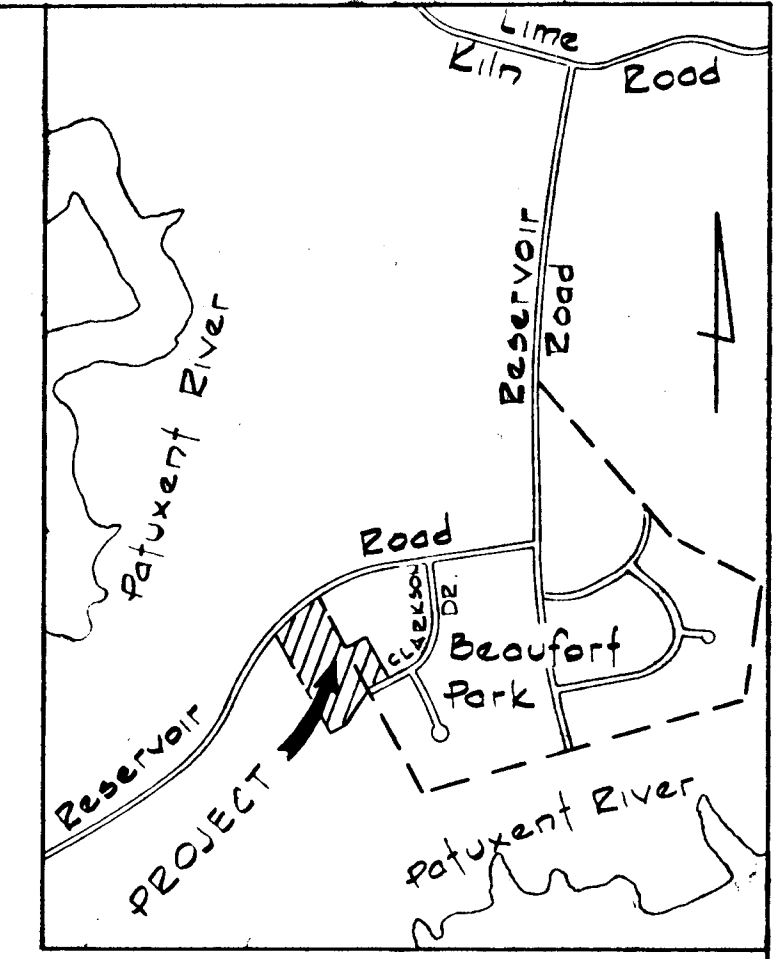 Lime
Kiln
Road
Reservoir
Road
Patuxent River
Road
CLARKSON
DR.
Beaufort
Park
Reservoir
PROJECT
Patuxent River